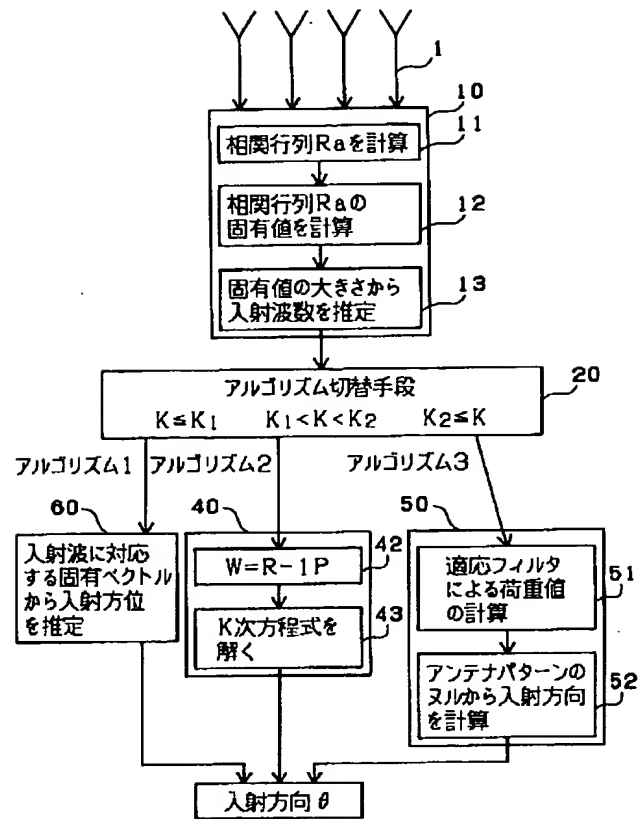 1
10
11
相関行列Raを計算
12
相関行列Raの
固有値を計算
13
固有値の大きさから
入射波数を推定
20
アルゴリズム切替手段
K≦K1 K1<K<K2 K2≦K
アルゴリズム1 アルゴリズム2 アルゴリズム3
60
入射波に対応
する固有ベクトル
から入射方位
を推定
40
42
W=R-1P
43
K次方程式を
解く
50
51
適応フィルタ
による荷重値
の計算
52
アンテナパターンの
ヌルから入射方向
を計算
入射方向 θ